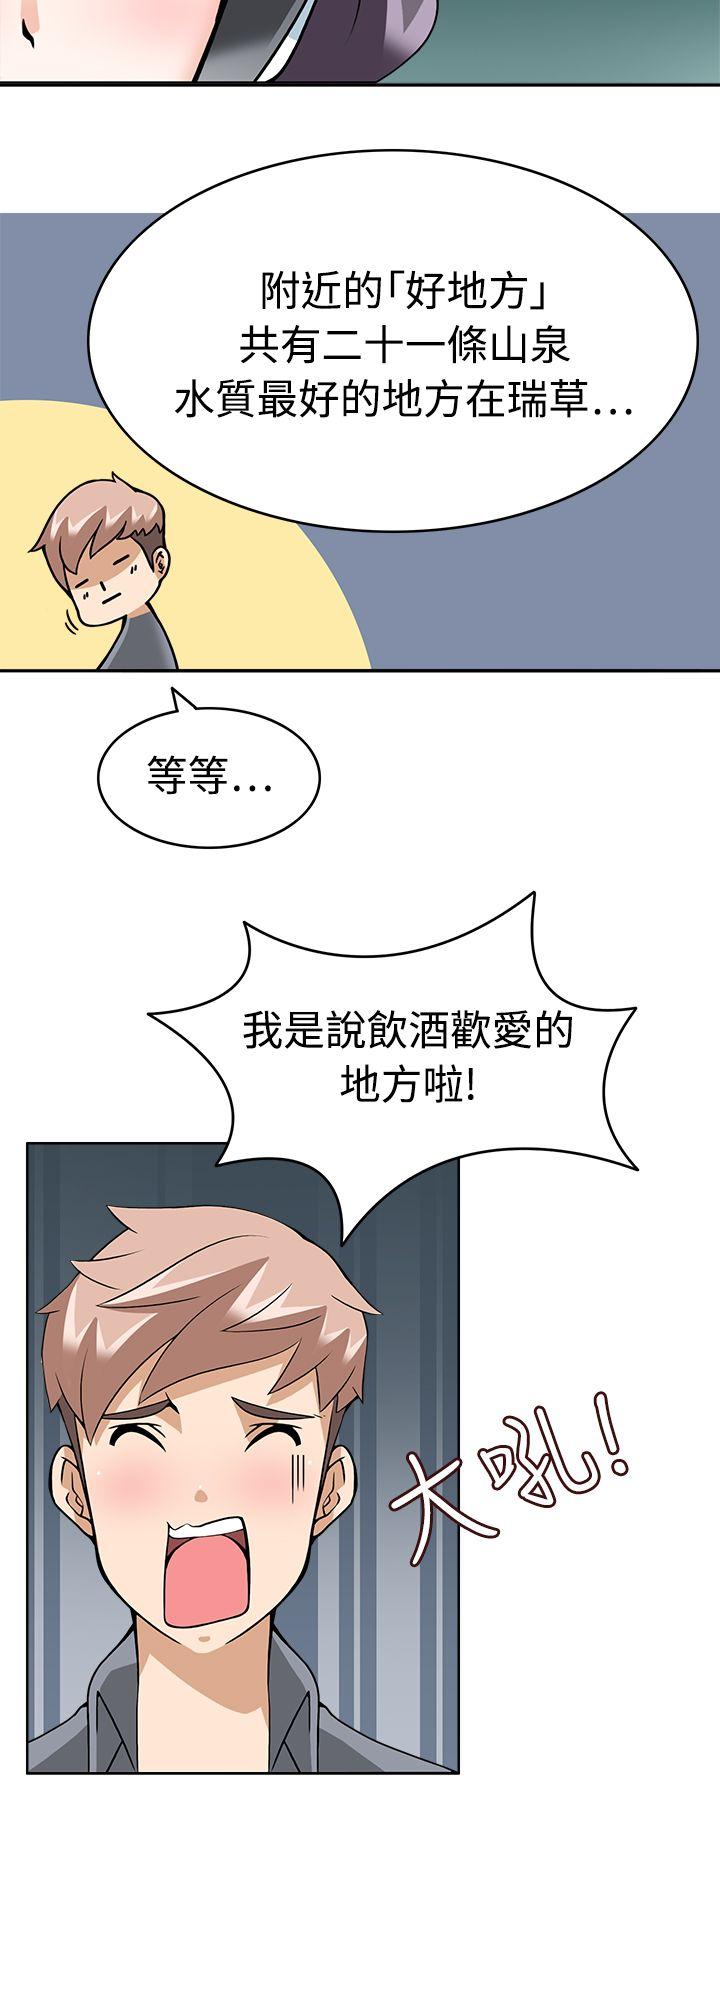 附近的「好地方」
共有二十一條山泉
水質最好的地方在瑞草...
等等...
我是說飲酒歡愛的
地方啦!
大吼!